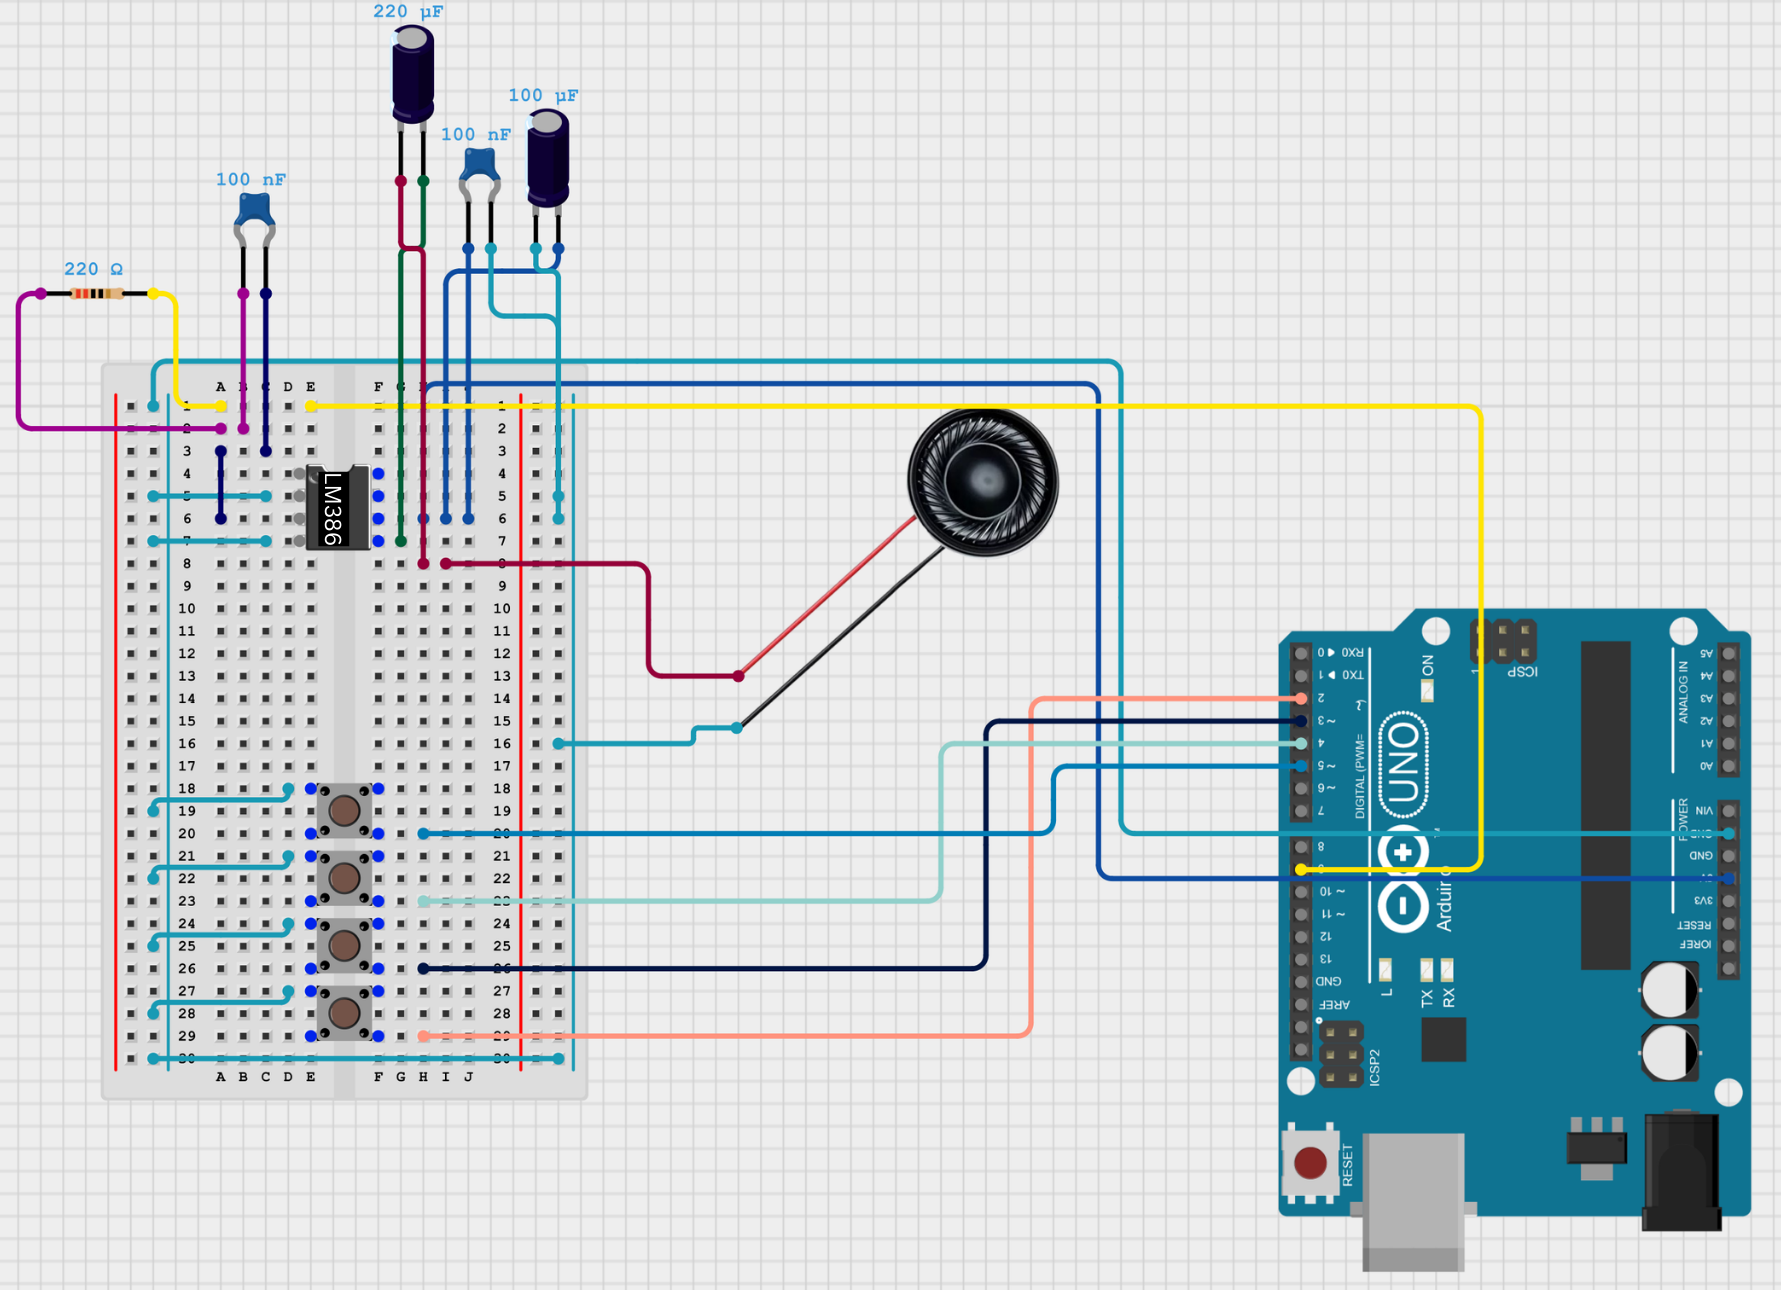 220 µF
100 µF
100 nF
100 nF
220 Ω
A B C D E F G H I J
1 1
2 2
3 3
4 4
5 5
6 6
7 7
8 8
9 9
10 10
11 11
12 12
13 13
14 14
15 15
16 16
17 17
18 18
19 19
20 20
21 21
22 22
23 23
24 24
25 25
26 26
27 27
28 28
29 29
30 30
A B C D E F G H I J
LM386
RX0 ◀ 0
TX0 ▶ 1
2
~ 3
4
~ 5
~ 6
7
8
9
~ 10
~ 11
12
13
GND
AREF
DIGITAL (PWM= ~)
ON
1
ICSP
UNO
Arduino
L
TX
RX
ICSP2
RESET
ANALOG IN
A5
A4
A3
A2
A1
A0
POWER
VIN
GND
GND
5V
3V3
RESET
IOREF